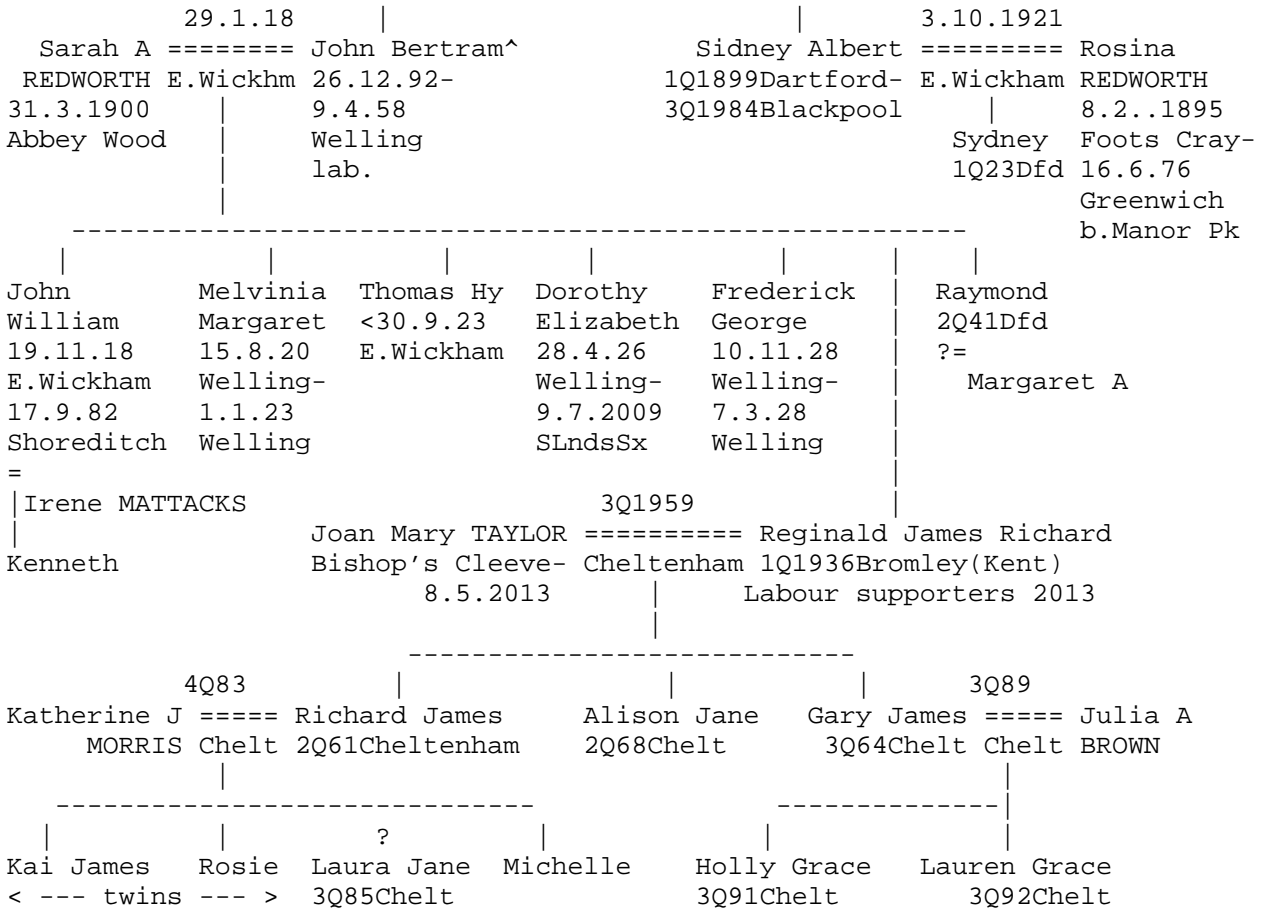 29.1.18 | | 3.10.1921
Sarah A ======== John Bertram^ Sidney Albert ========= Rosina
REDWORTH E.Wickhm 26.12.92- 1Q1899Dartford- E.Wickham REDWORTH
31.3.1900 | 9.4.58 3Q1984Blackpool | 8.2..1895
Abbey Wood | Welling Sydney Foots Cray-
| lab. 1Q23Dfd 16.6.76
| Greenwich
-------------------------------------------------------- b.Manor Pk
| | | | | | |
John Melvinia Thomas Hy Dorothy Frederick | Raymond
William Margaret <30.9.23 Elizabeth George | 2Q41Dfd
19.11.18 15.8.20 E.Wickham 28.4.26 10.11.28 | ?=
E.Wickham Welling- Welling- Welling- | Margaret A
17.9.82 1.1.23 9.7.2009 7.3.28 |
Shoreditch Welling SLndsSx Welling |
= |
|Irene MATTACKS 3Q1959 |
| Joan Mary TAYLOR ========== Reginald James Richard
Kenneth Bishop's Cleeve- Cheltenham 1Q1936Bromley(Kent)
8.5.2013 | Labour supporters 2013
|
----------------------------
4Q83 | | | 3Q89
Katherine J ===== Richard James Alison Jane Gary James ===== Julia A
MORRIS Chelt 2Q61Cheltenham 2Q68Chelt 3Q64Chelt Chelt BROWN
| |
------------------------------ --------------|
| | ? | | |
Kai James Rosie Laura Jane Michelle Holly Grace Lauren Grace
< --- twins --- > 3Q85Chelt 3Q91Chelt 3Q92Chelt